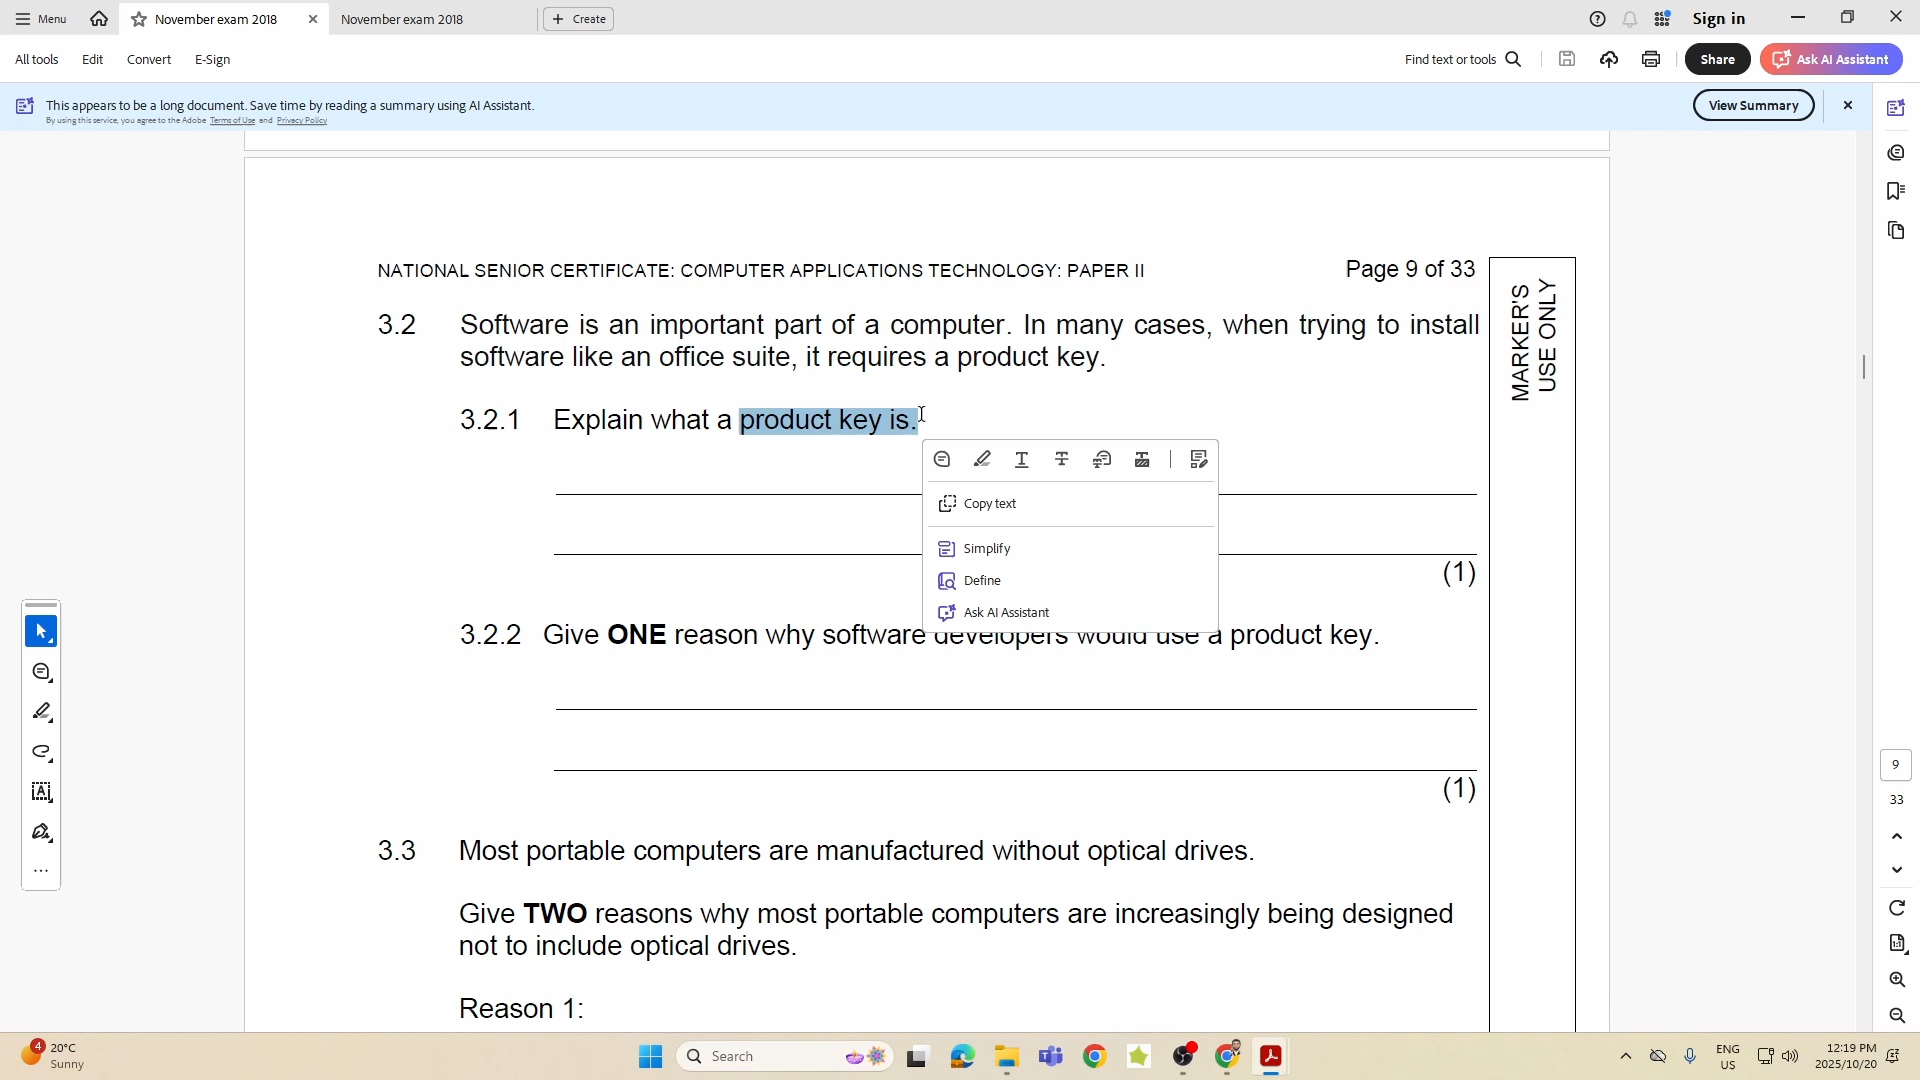 Menu
November exam 2018
November exam 2018
Create
Sign in
All tools
Edit
Convert
E-Sign
Find text or tools
Share
Ask AI Assistant
This appears to be a long document. Save time by reading a summary using AI Assistant.
By using this service, you agree to the Adobe Terms of Use and Privacy Policy
View Summary
NATIONAL SENIOR CERTIFICATE: COMPUTER APPLICATIONS TECHNOLOGY: PAPER II
Page 9 of 33
MARKER'S
USE ONLY
3.2 Software is an important part of a computer. In many cases, when trying to install
software like an office suite, it requires a product key.
3.2.1 Explain what a product key is.
Copy text
Simplify
Define
Ask AI Assistant
(1)
3.2.2 Give ONE reason why software developers would use a product key.
(1)
3.3 Most portable computers are manufactured without optical drives.
Give TWO reasons why most portable computers are increasingly being designed
not to include optical drives.
Reason 1:
9
33
4
20°C
Sunny
Search
ENG
US
12:19 PM
2025/10/20